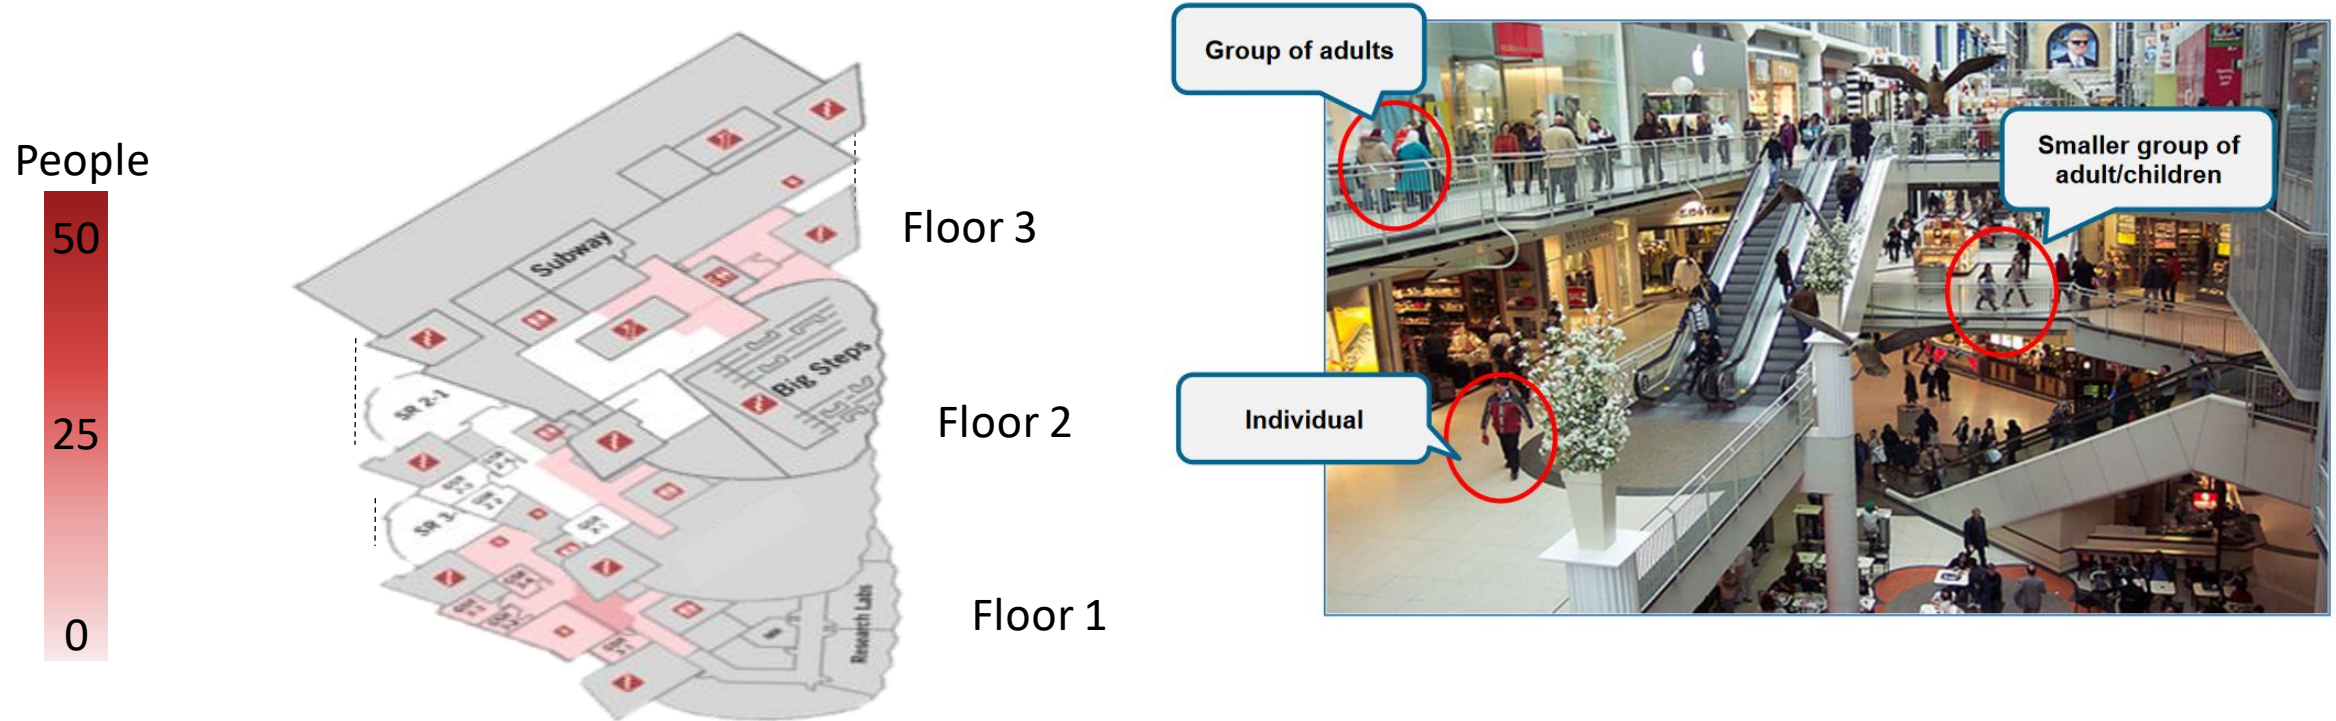 People
50
25
0
Subway
Big Steps
SR 2-1
SR 3-
Research Labs
Floor 3
Floor 2
Floor 1
Group of adults
Smaller group of
adult/children
Individual